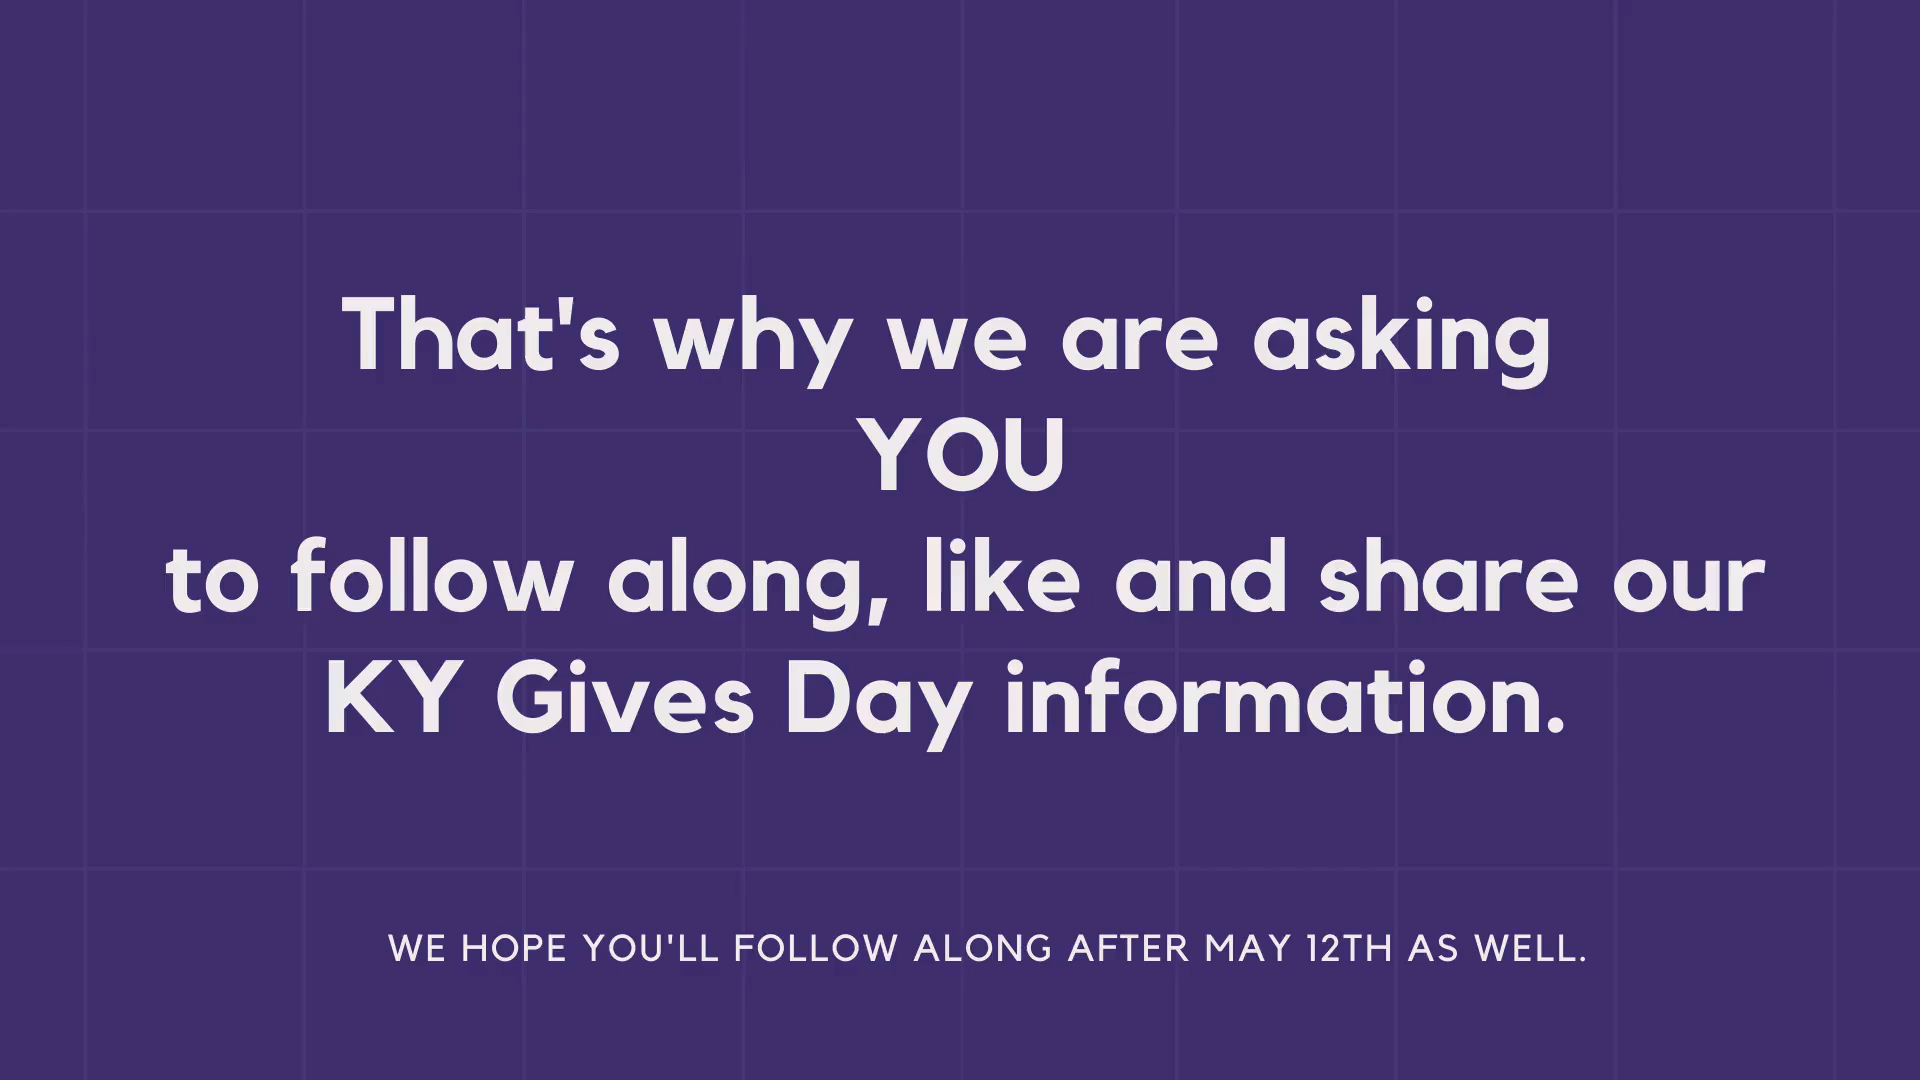 That's why we are asking
YOU
to follow along, like and share our
KY Gives Day information.
WE HOPE YOU'LL FOLLOW ALONG AFTER MAY 12TH AS WELL.